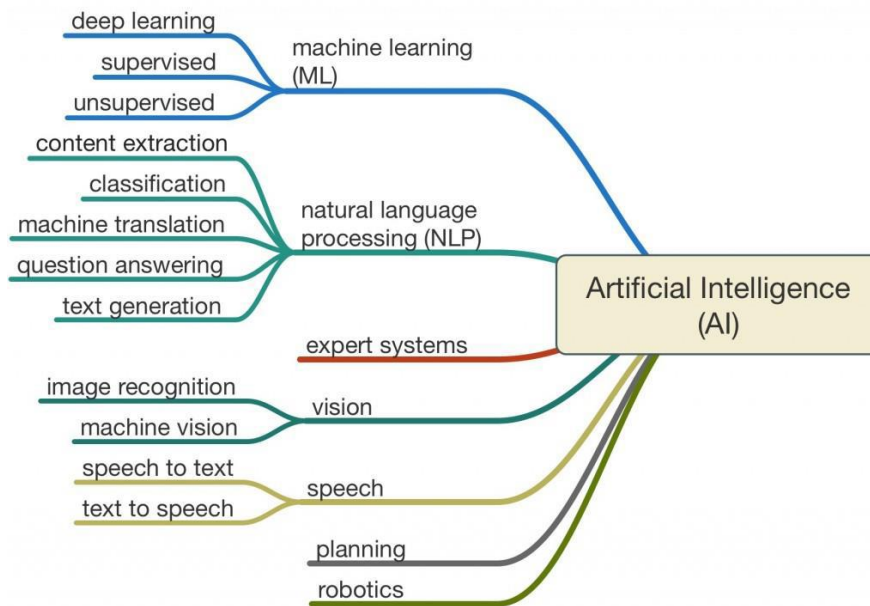 deep learning
supervised
unsupervised
machine learning
(ML)
content extraction
classification
machine translation
question answering
text generation
natural language
processing (NLP)
expert systems
image recognition
machine vision
vision
speech to text
text to speech
speech
planning
robotics
Artificial Intelligence
(AI)